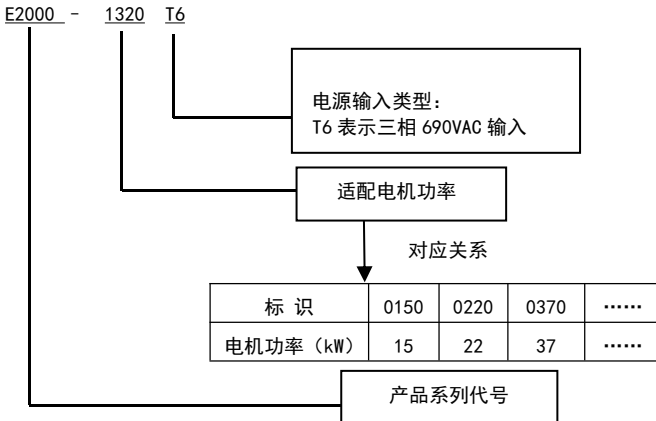 E2000 - 1320 T6
电源输入类型：
T6 表示三相 690VAC 输入
适配电机功率
对应关系
标 识 0150 0220 0370 ……
电机功率（kW） 15 22 37 ……
产品系列代号